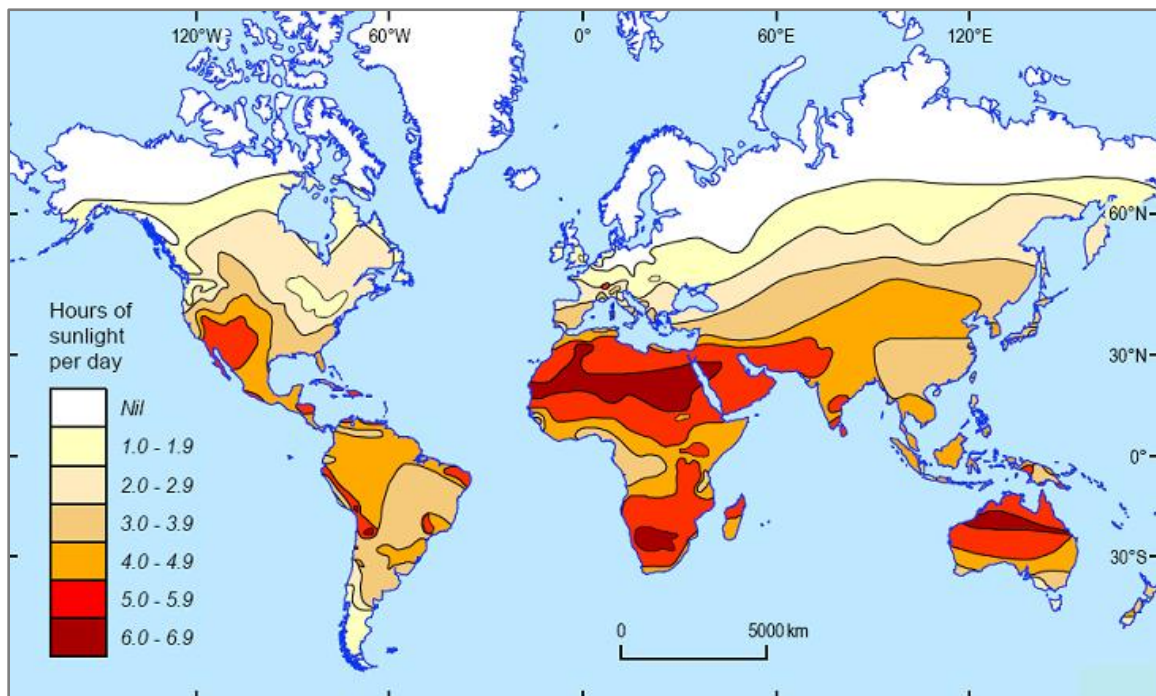 120°W 60°W 0° 60°E 120°E
60°N
Hours of
sunlight
per day
30°N
Nil
1.0 - 1.9
2.0 - 2.9
0°
3.0 - 3.9
4.0 - 4.9
30°S
5.0 - 5.9
6.0 - 6.9
0 5000 km